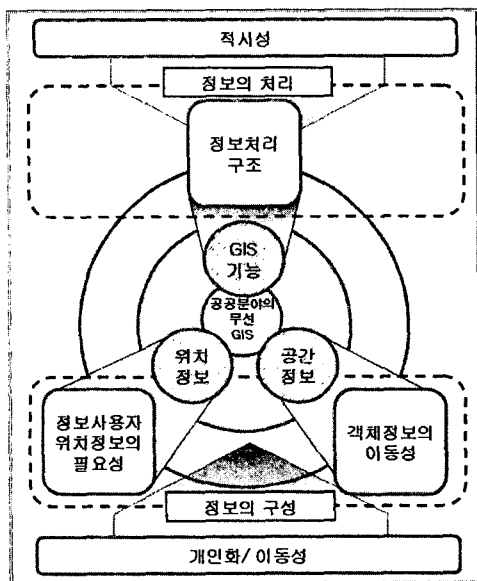 적시성
정보의 처리
정보처리
구조
GIS
기능
공공분야의
무선
GIS
위치
정보
공간
정보
정보사용자
위치정보의
필요성
객체정보의
이동성
정보의 구성
개인화/이동성